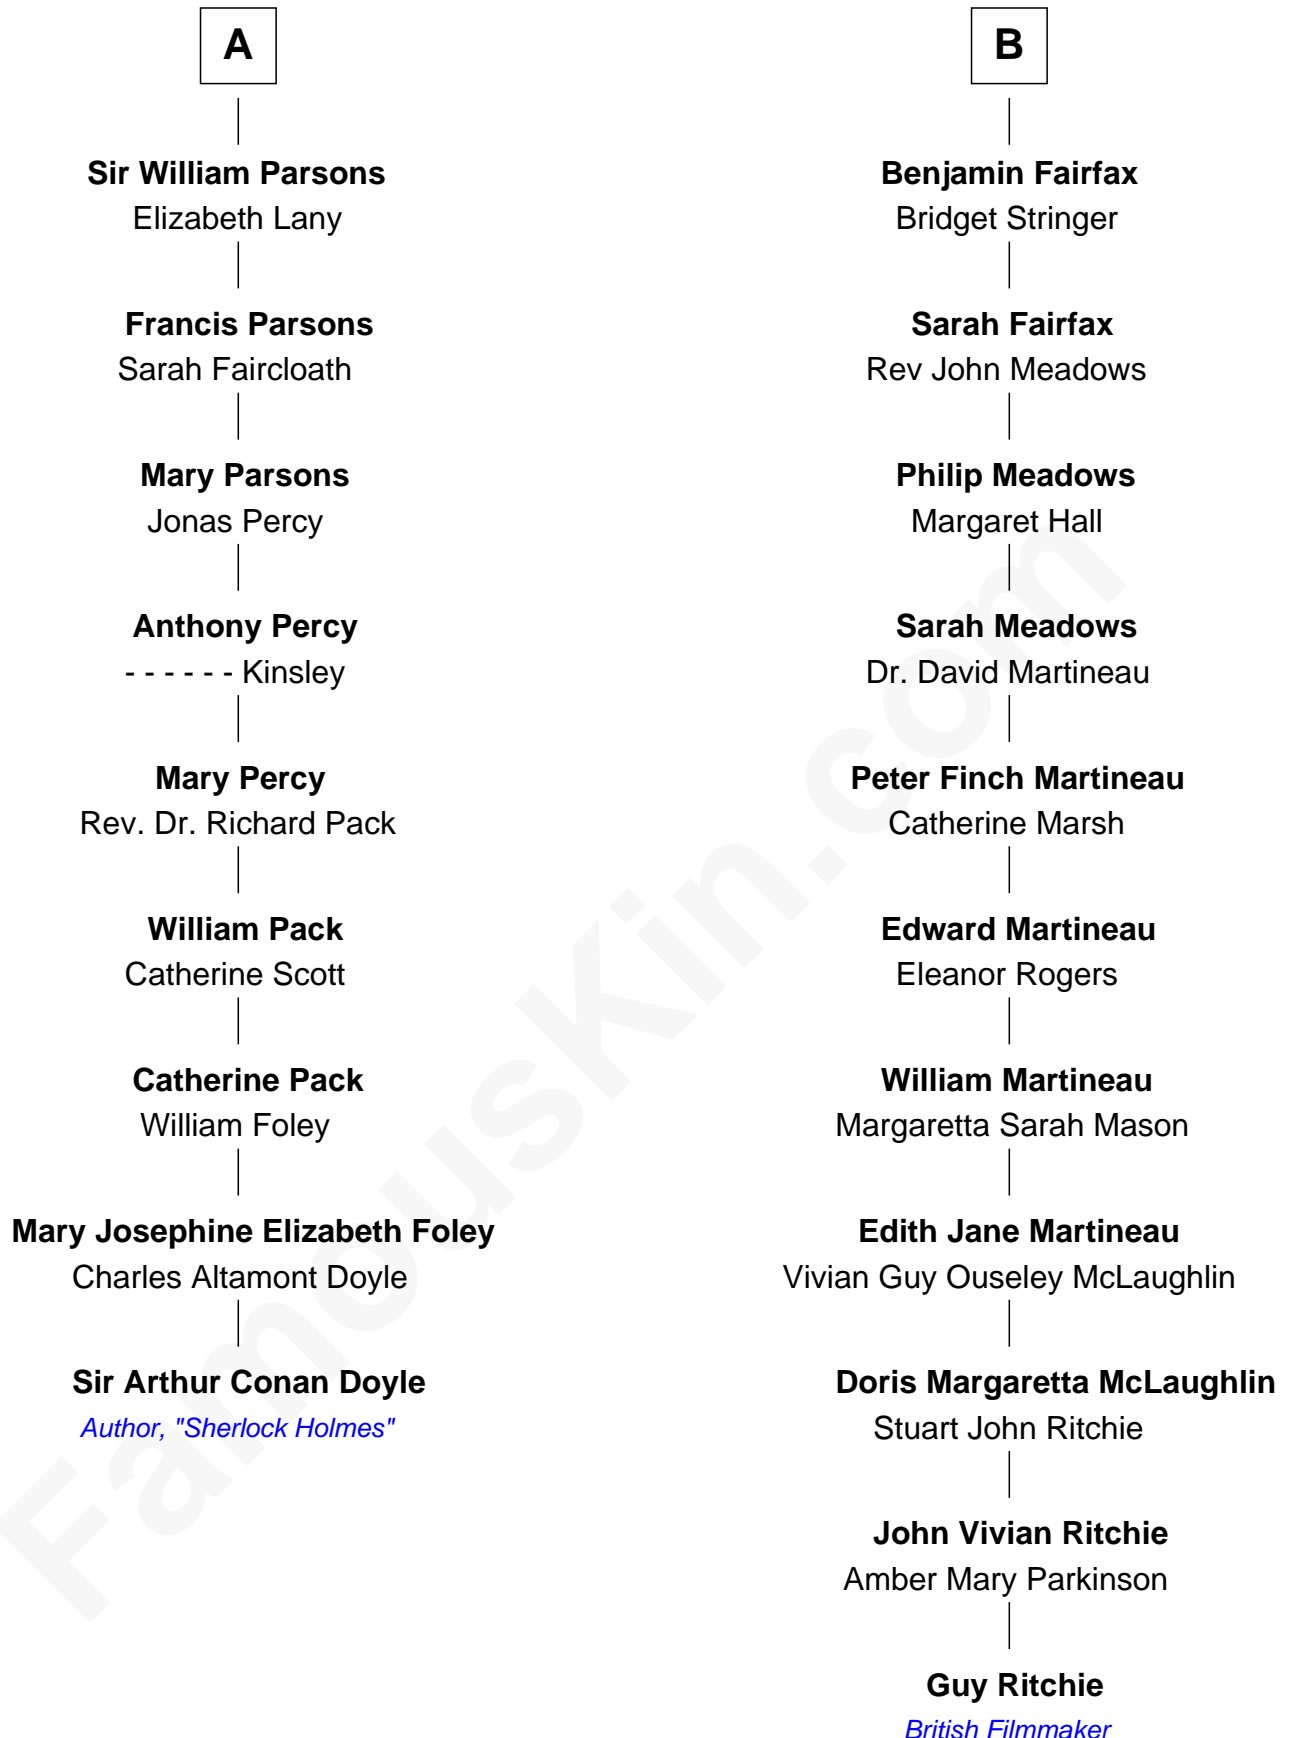 A
Sir William Parsons
Elizabeth Lany
Francis Parsons
Sarah Faircloath
Mary Parsons
Jonas Percy
Anthony Percy
- - - - - - Kinsley
Mary Percy
Rev. Dr. Richard Pack
William Pack
Catherine Scott
Catherine Pack
William Foley
Mary Josephine Elizabeth Foley
Charles Altamont Doyle
Sir Arthur Conan Doyle
Author, "Sherlock Holmes"
B
Benjamin Fairfax
Bridget Stringer
Sarah Fairfax
Rev John Meadows
Philip Meadows
Margaret Hall
Sarah Meadows
Dr. David Martineau
Peter Finch Martineau
Catherine Marsh
Edward Martineau
Eleanor Rogers
William Martineau
Margaretta Sarah Mason
Edith Jane Martineau
Vivian Guy Ouseley McLaughlin
Doris Margaretta McLaughlin
Stuart John Ritchie
John Vivian Ritchie
Amber Mary Parkinson
Guy Ritchie
British Filmmaker
FamousKin.com